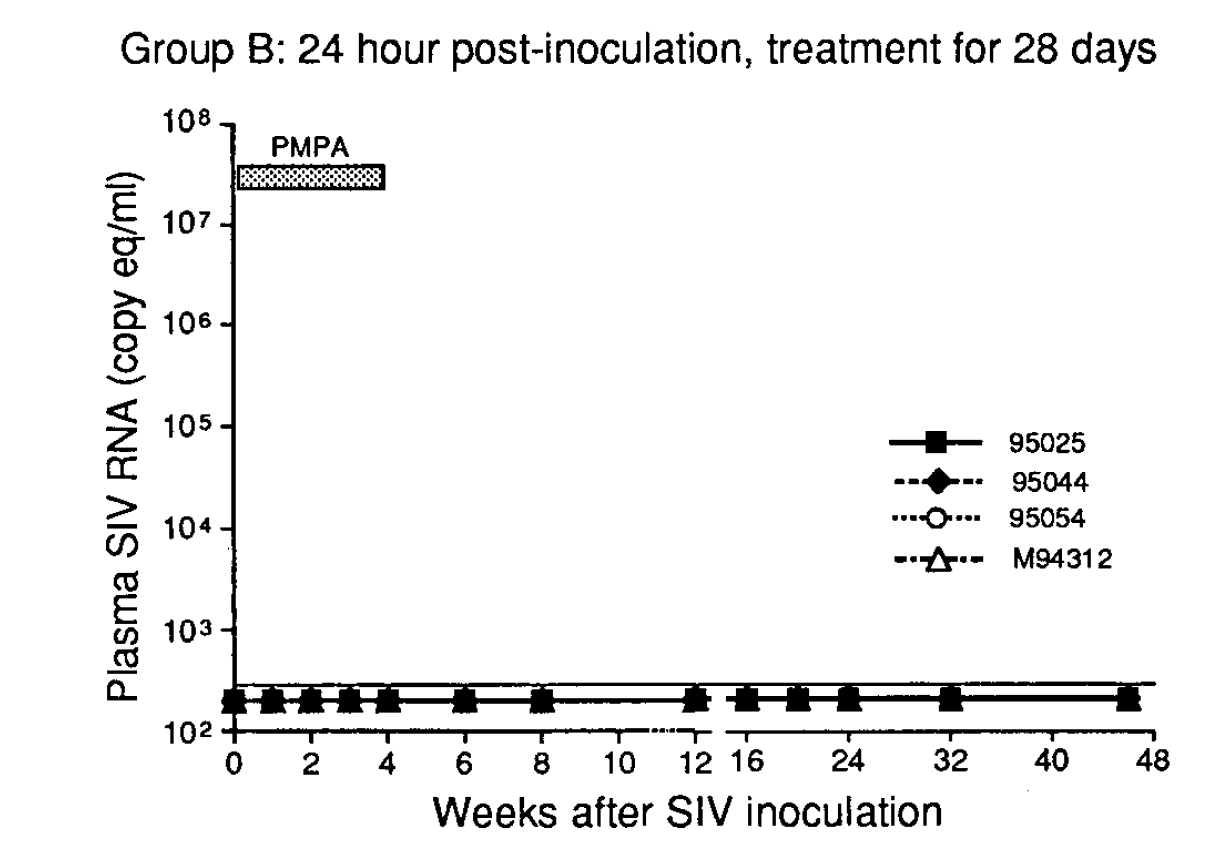 Group B: 24 hour post-inoculation, treatment for 28 days
10⁸
PMPA
10⁷
10⁶
10⁵
10⁴
10³
10²
Plasma SIV RNA (copy eq/ml)
95025
95044
95054
M94312
0 2 4 6 8 10 12 16 24 32 40 48
Weeks after SIV inoculation